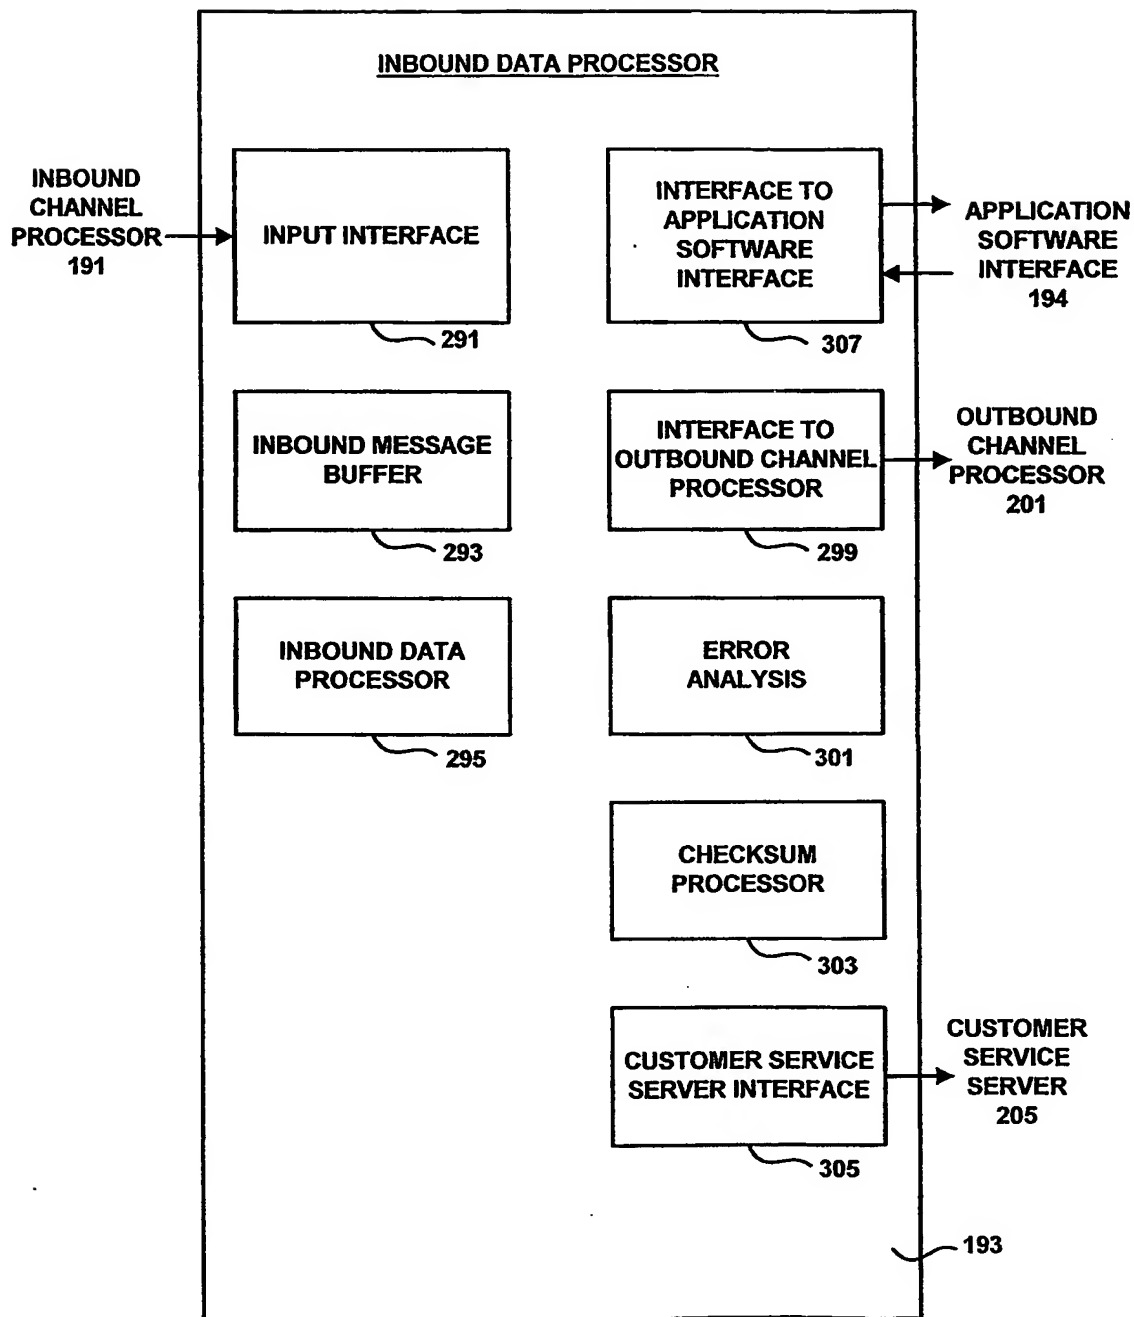 INBOUND DATA PROCESSOR
INBOUND
CHANNEL
PROCESSOR
191
INPUT INTERFACE
291
INTERFACE TO
APPLICATION
SOFTWARE
INTERFACE
307
APPLICATION
SOFTWARE
INTERFACE
194
INBOUND MESSAGE
BUFFER
293
INTERFACE TO
OUTBOUND CHANNEL
PROCESSOR
299
OUTBOUND
CHANNEL
PROCESSOR
201
INBOUND DATA
PROCESSOR
295
ERROR
ANALYSIS
301
CHECKSUM
PROCESSOR
303
CUSTOMER SERVICE
SERVER INTERFACE
305
CUSTOMER
SERVICE
SERVER
205
193